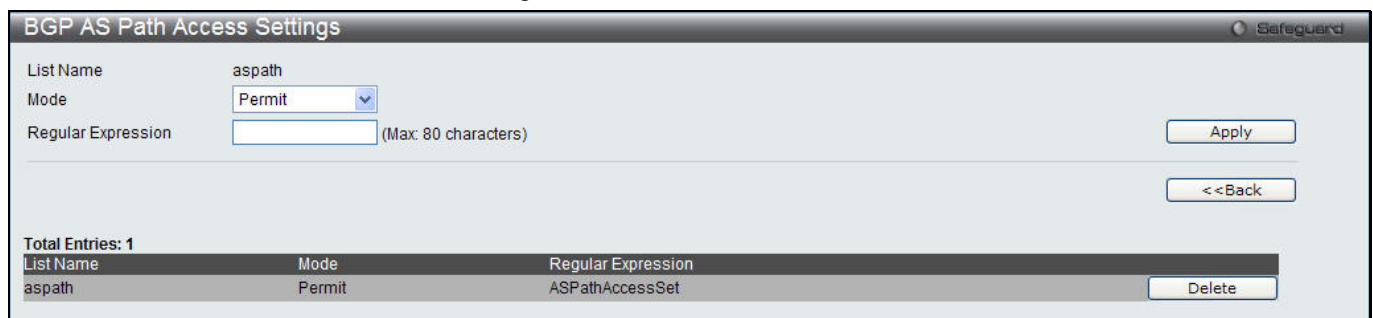 BGP AS Path Access Settings Safeguard
List Name aspath
Mode Permit
Regular Expression (Max: 80 characters) Apply
<<Back
Total Entries: 1
List Name Mode Regular Expression
aspath Permit ASPathAccessSet Delete